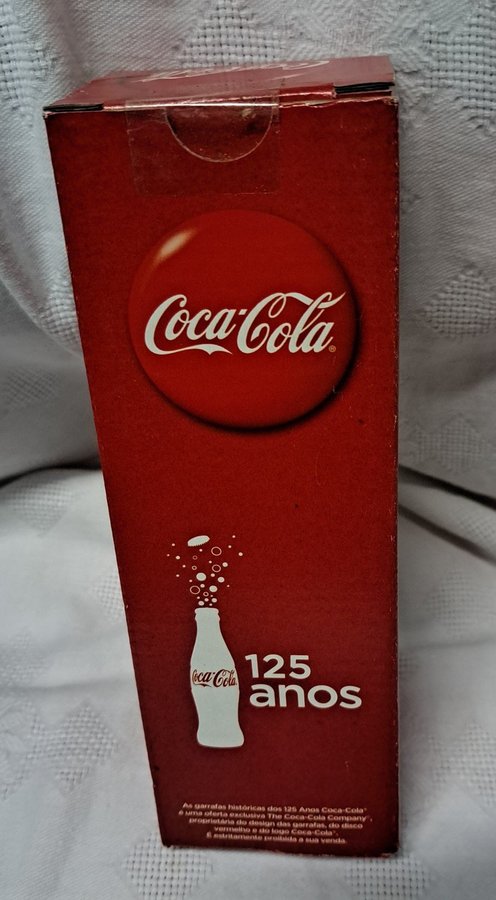 Coca-Cola®
Coca-Cola
125
anos
As garrafas históricas dos 125 Anos Coca-Cola®
é uma oferta exclusiva The Coca-Cola Company®,
proprietária do design das garrafas, do disco
vermelho e do logo Coca-Cola®.
É estritamente proibida a sua venda.